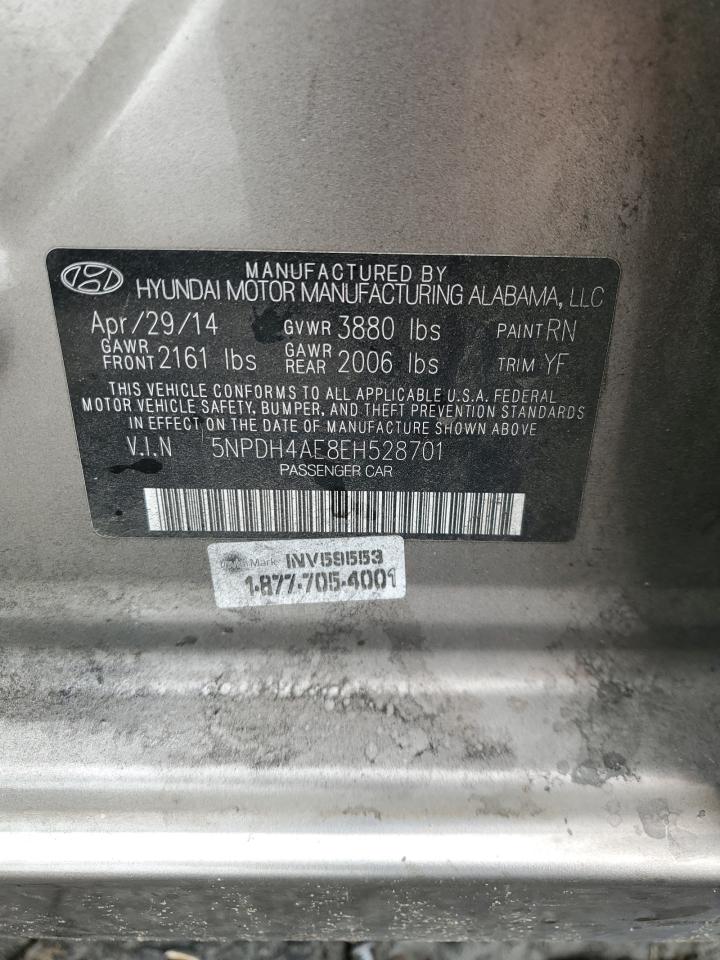 MANUFACTURED BY
HYUNDAI MOTOR MANUFACTURING ALABAMA, LLC
Apr/29/14 GVWR 3880 lbs PAINT RN
GAWR FRONT 2161 lbs GAWR REAR 2006 lbs TRIM YF
THIS VEHICLE CONFORMS TO ALL APPLICABLE U.S.A. FEDERAL
MOTOR VEHICLE SAFETY, BUMPER, AND THEFT PREVENTION STANDARDS
IN EFFECT ON THE DATE OF MANUFACTURE SHOWN ABOVE
V.I.N 5NPDH4AE8EH528701
PASSENGER CAR
Mark INV59553
1-877-705-4001